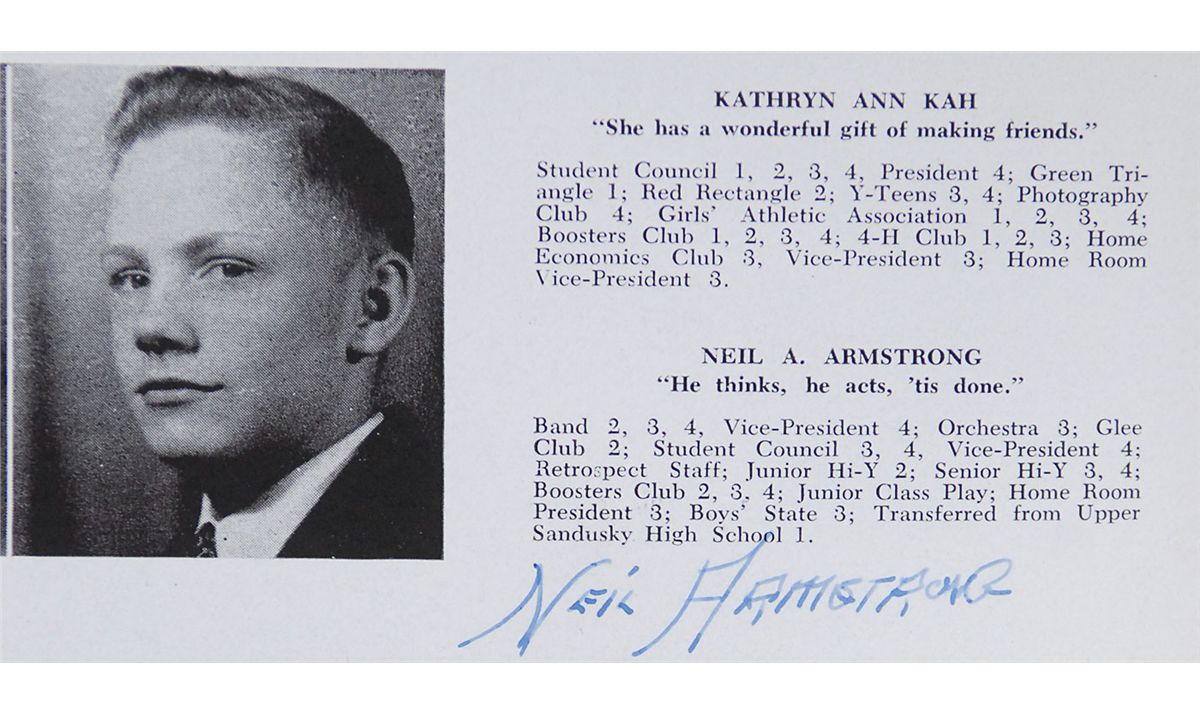 KATHRYN ANN KAH
“She has a wonderful gift of making friends.”
Student Council 1, 2, 3, 4, President 4; Green Tri-
angle 1; Red Rectangle 2; Y-Teens 3, 4; Photography
Club 4; Girls’ Athletic Association 1, 2, 3, 4;
Boosters Club 1, 2, 3, 4; 4-H Club 1, 2, 3; Home
Economics Club 3, Vice-President 3; Home Room
Vice-President 3.
NEIL A. ARMSTRONG
“He thinks, he acts, ’tis done.”
Band 2, 3, 4, Vice-President 4; Orchestra 3; Glee
Club 2; Student Council 3, 4, Vice-President 4;
Retrospect Staff; Junior Hi-Y 2; Senior Hi-Y 3, 4;
Boosters Club 2, 3, 4; Junior Class Play; Home Room
President 3; Boys’ State 3; Transferred from Upper
Sandusky High School 1.
NEIL ARMSTRONG